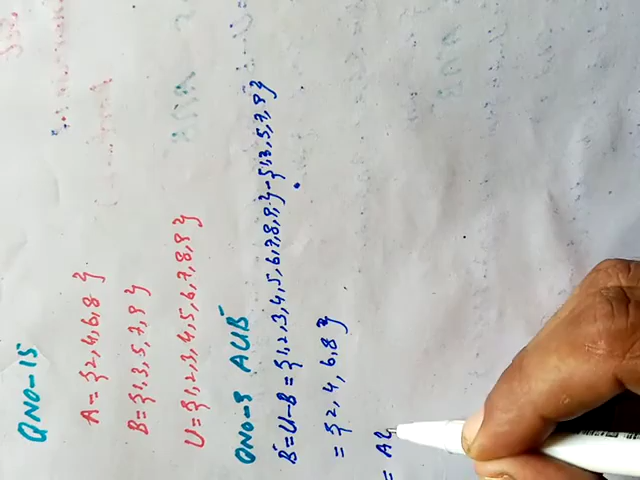 QNO-15
A = {2,4,6,8}
B = {1,3,5,7,9}
U = {1,2,3,4,5,6,7,8,9}
QNO-3 AUB'
B' = U-B = {1,2,3,4,5,6,7,8,9}-{1,3,5,7,9}
= {2,4,6,8}
= A